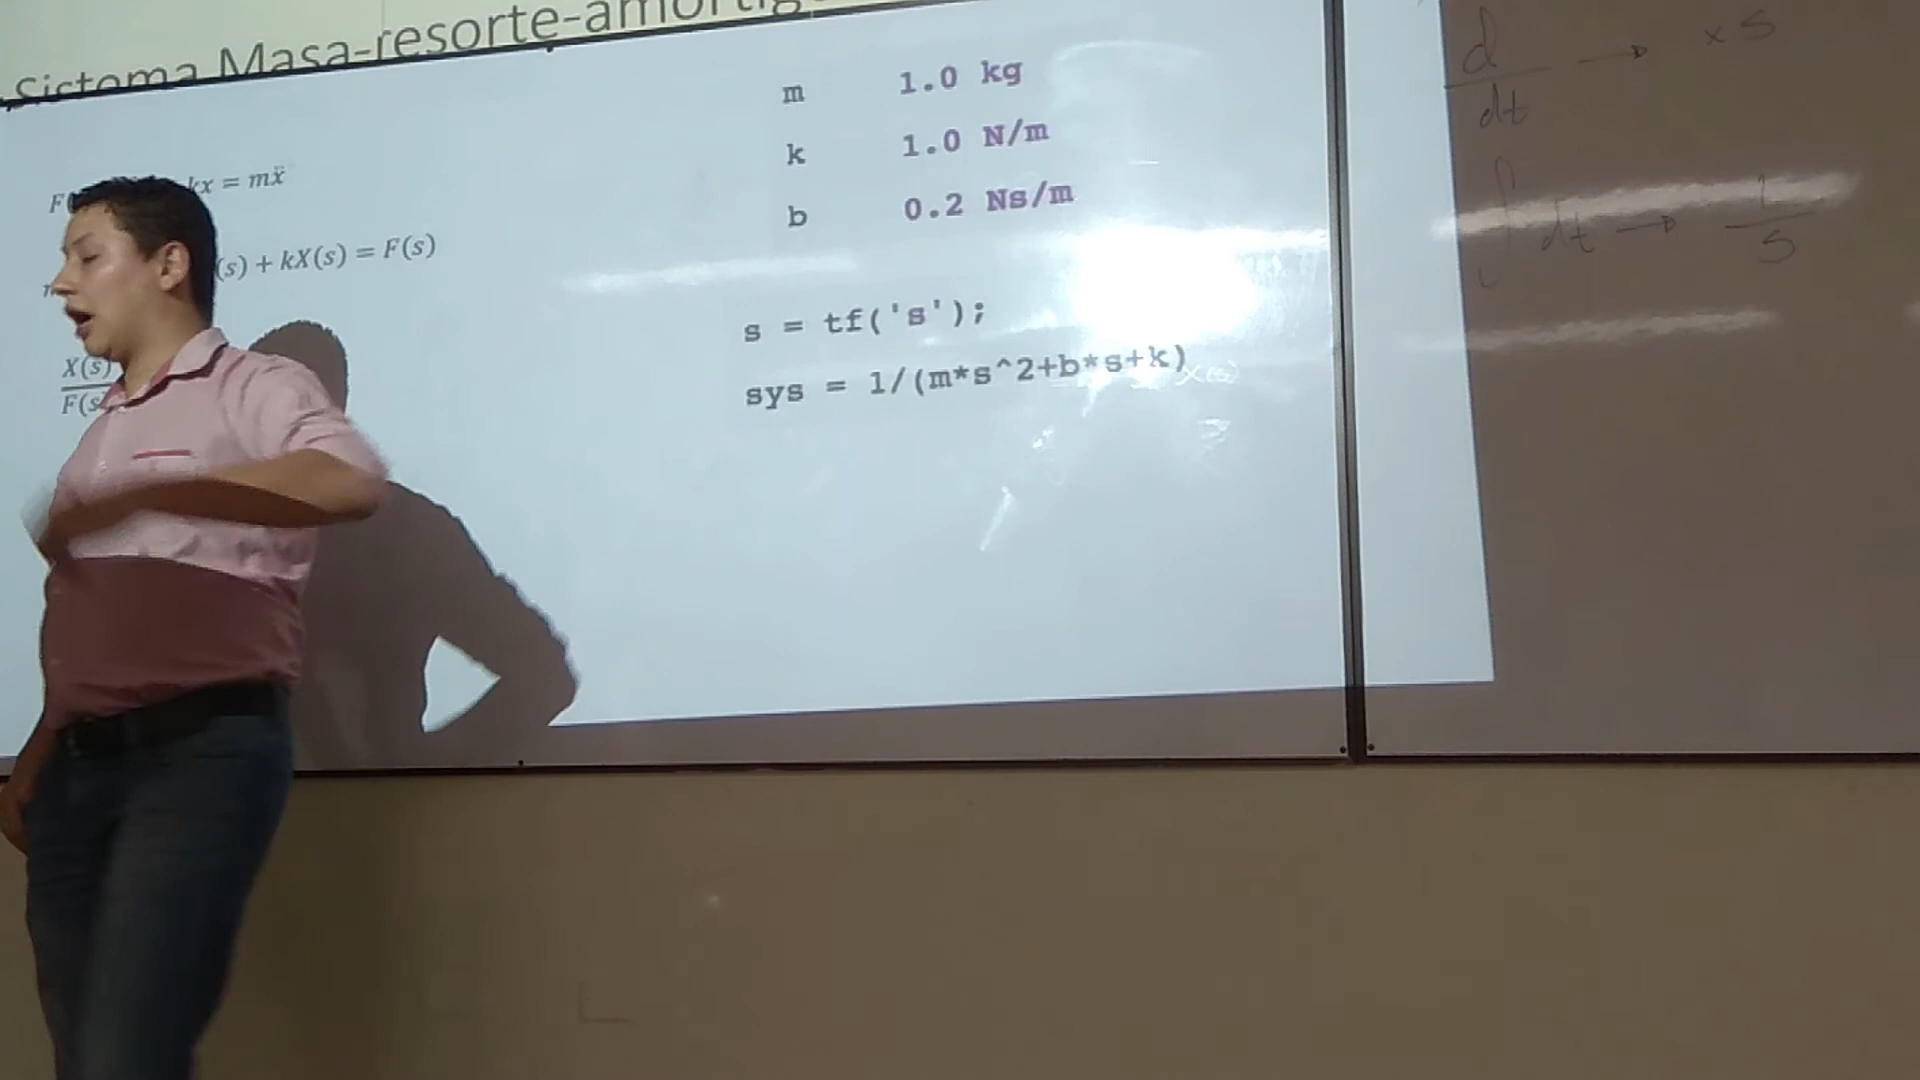 Sistema Masa-resorte-amortig
m 1.0 kg
k 1.0 N/m
b 0.2 Ns/m
F( kx = mẍ
(s) + kX(s) = F(s)
X(s)
F(s
s = tf('s');
sys = 1/(m*s^2+b*s+k)
X(s)
d/dt → x s
∫ dt → 1/s